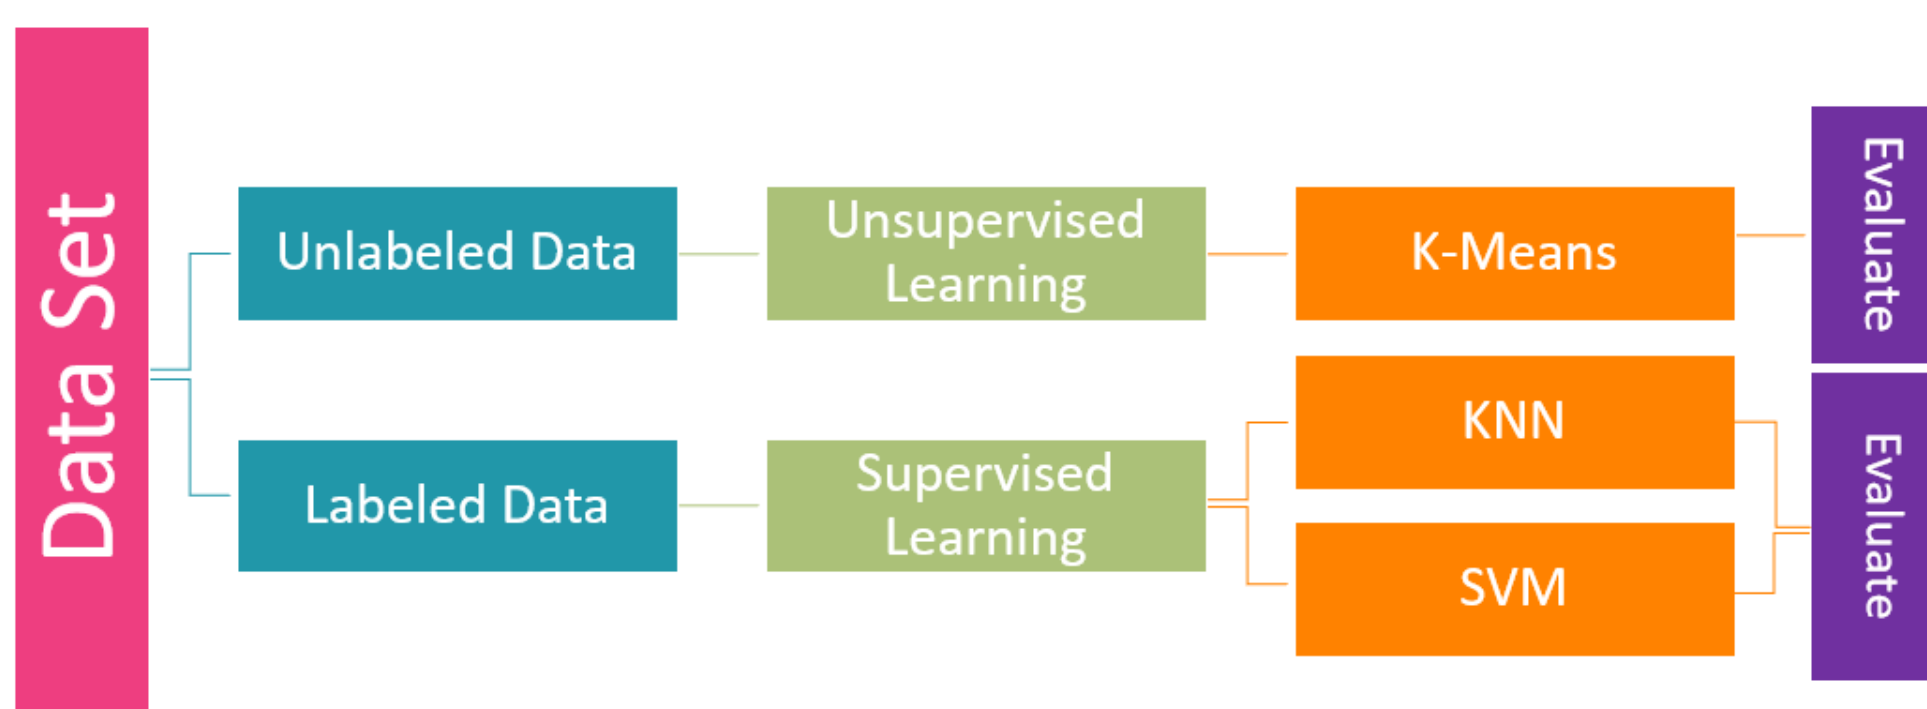 Data Set
Unlabeled Data
Unsupervised
Learning
K-Means
Evaluate
Labeled Data
Supervised
Learning
KNN
SVM
Evaluate